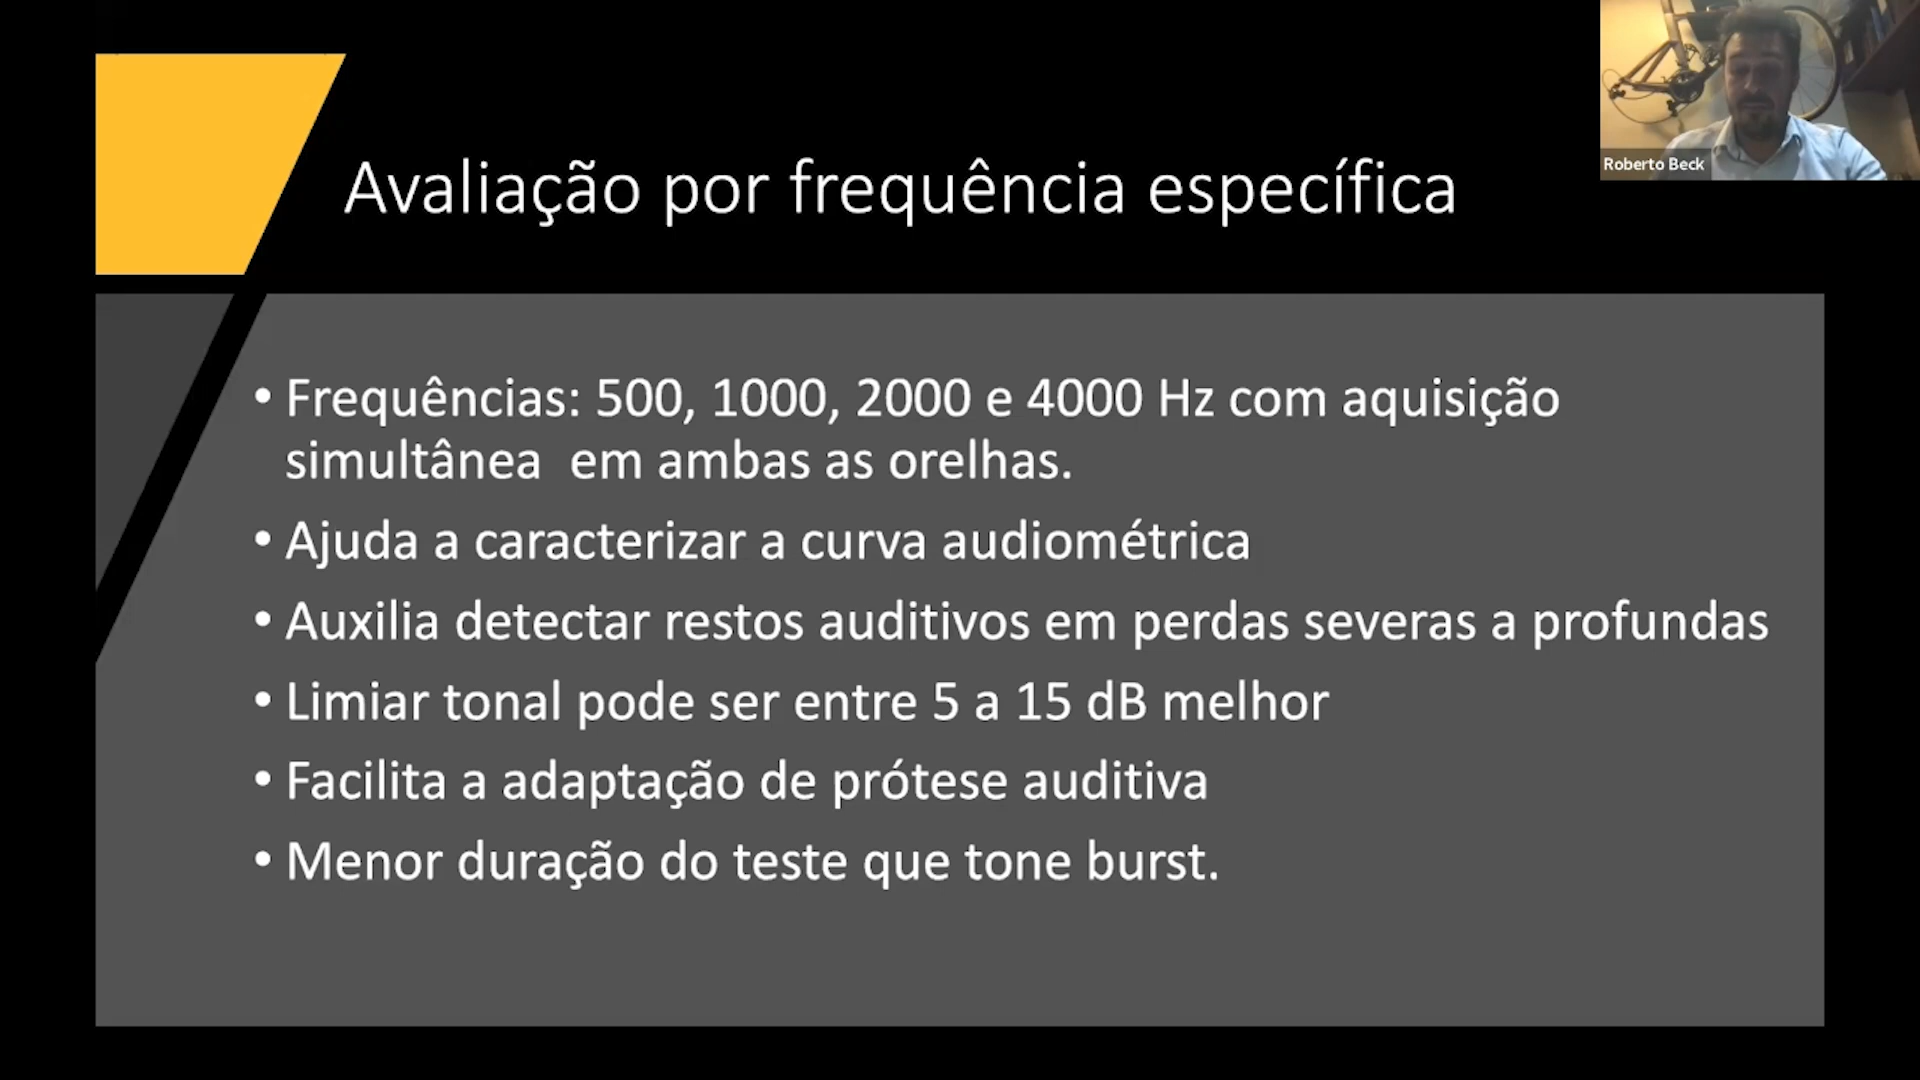 Roberto Beck
Avaliação por frequência específica
• Frequências: 500, 1000, 2000 e 4000 Hz com aquisição
simultânea  em ambas as orelhas.
• Ajuda a caracterizar a curva audiométrica
• Auxilia detectar restos auditivos em perdas severas a profundas
• Limiar tonal pode ser entre 5 a 15 dB melhor
• Facilita a adaptação de prótese auditiva
• Menor duração do teste que tone burst.